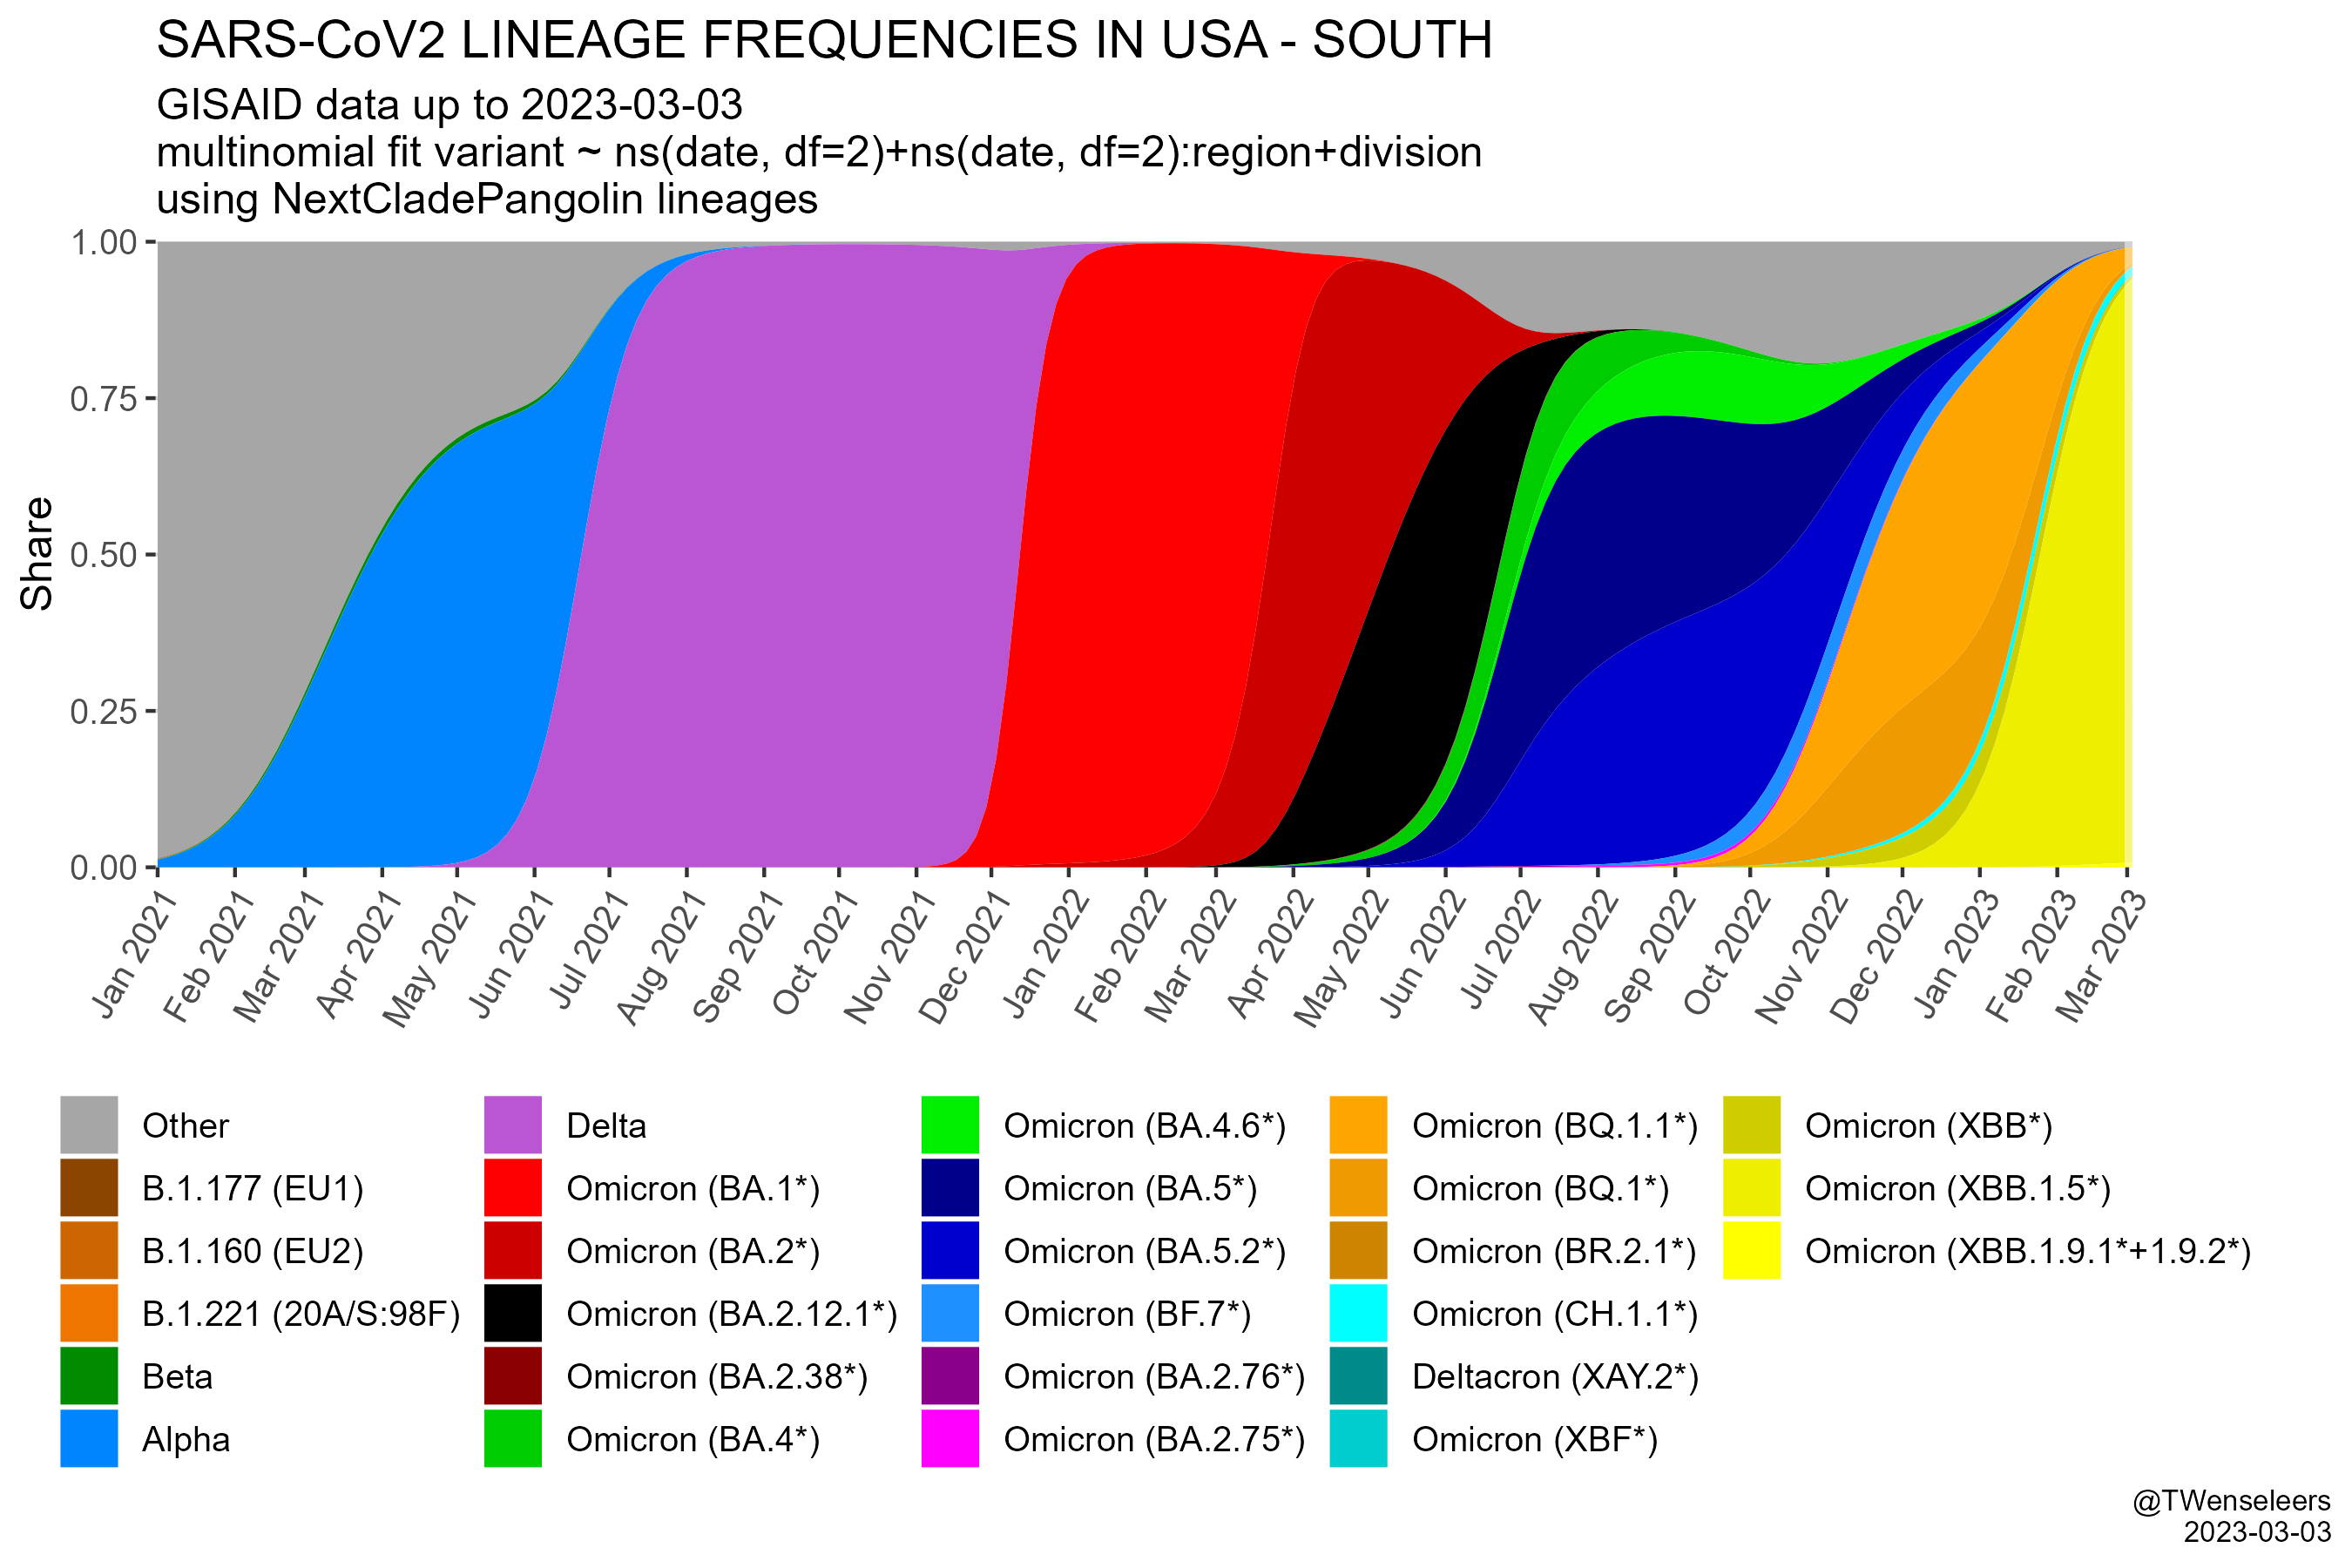 SARS-CoV2 LINEAGE FREQUENCIES IN USA - SOUTH
GISAID data up to 2023-03-03
multinomial fit variant ~ ns(date, df=2)+ns(date, df=2):region+division
using NextCladePangolin lineages
Share
1.00
0.75
0.50
0.25
0.00
Jan 2021
Feb 2021
Mar 2021
Apr 2021
May 2021
Jun 2021
Jul 2021
Aug 2021
Sep 2021
Oct 2021
Nov 2021
Dec 2021
Jan 2022
Feb 2022
Mar 2022
Apr 2022
May 2022
Jun 2022
Jul 2022
Aug 2022
Sep 2022
Oct 2022
Nov 2022
Dec 2022
Jan 2023
Feb 2023
Mar 2023
Other
B.1.177 (EU1)
B.1.160 (EU2)
B.1.221 (20A/S:98F)
Beta
Alpha
Delta
Omicron (BA.1*)
Omicron (BA.2*)
Omicron (BA.2.12.1*)
Omicron (BA.2.38*)
Omicron (BA.4*)
Omicron (BA.4.6*)
Omicron (BA.5*)
Omicron (BA.5.2*)
Omicron (BF.7*)
Omicron (BA.2.76*)
Omicron (BA.2.75*)
Omicron (BQ.1.1*)
Omicron (BQ.1*)
Omicron (BR.2.1*)
Omicron (CH.1.1*)
Deltacron (XAY.2*)
Omicron (XBF*)
Omicron (XBB*)
Omicron (XBB.1.5*)
Omicron (XBB.1.9.1*+1.9.2*)
@TWenseleers
2023-03-03